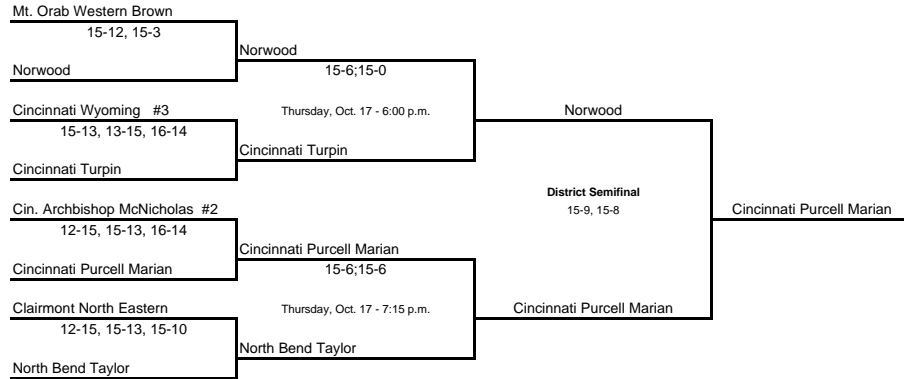 Mt. Orab Western Brown
15-12, 15-3
Norwood
Norwood
15-6;15-0
Cincinnati Wyoming #3
Thursday, Oct. 17 - 6:00 p.m.
Norwood
15-13, 13-15, 16-14
Cincinnati Turpin
Cincinnati Turpin
District Semifinal
Cin. Archbishop McNicholas #2
15-9, 15-8
Cincinnati Purcell Marian
12-15, 15-13, 16-14
Cincinnati Purcell Marian
Cincinnati Purcell Marian
15-6;15-6
Clairmont North Eastern
Thursday, Oct. 17 - 7:15 p.m.
Cincinnati Purcell Marian
12-15, 15-13, 15-10
North Bend Taylor
North Bend Taylor